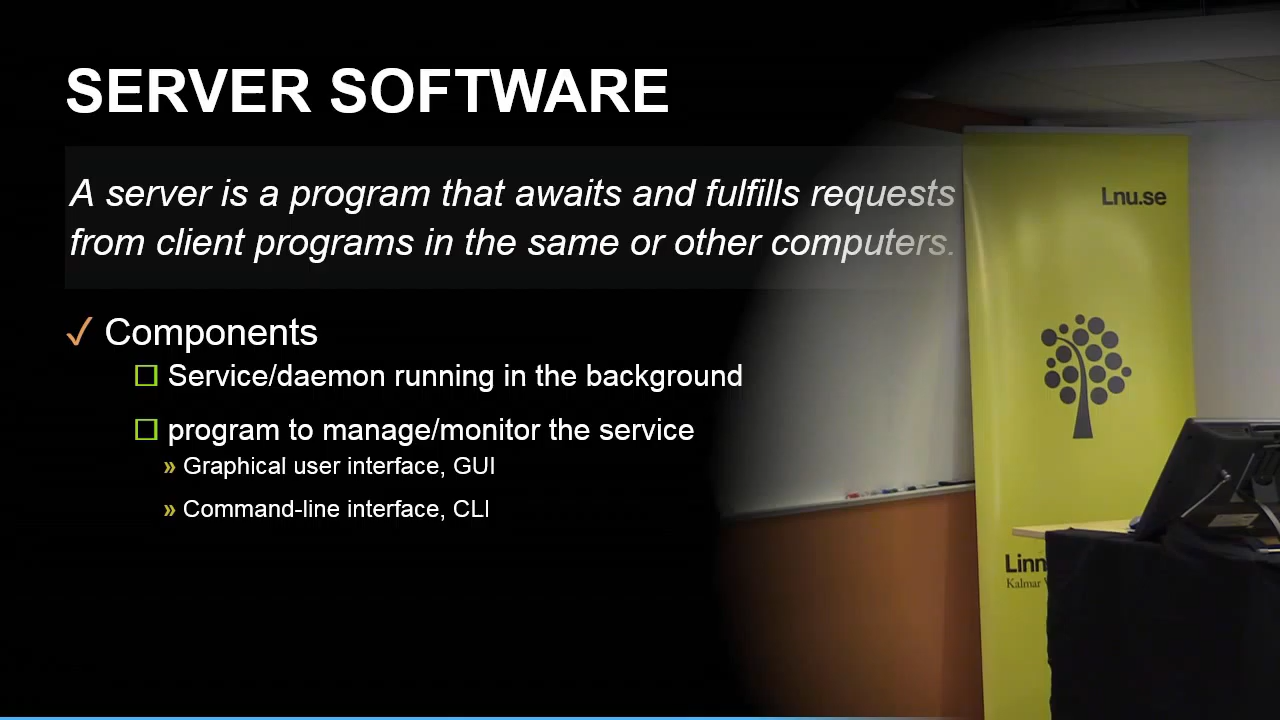 SERVER SOFTWARE
A server is a program that awaits and fulfills requests
from client programs in the same or other computers.
✓ Components
☐ Service/daemon running in the background
☐ program to manage/monitor the service
» Graphical user interface, GUI
» Command-line interface, CLI
Lnu.se
Linn
Kalmar